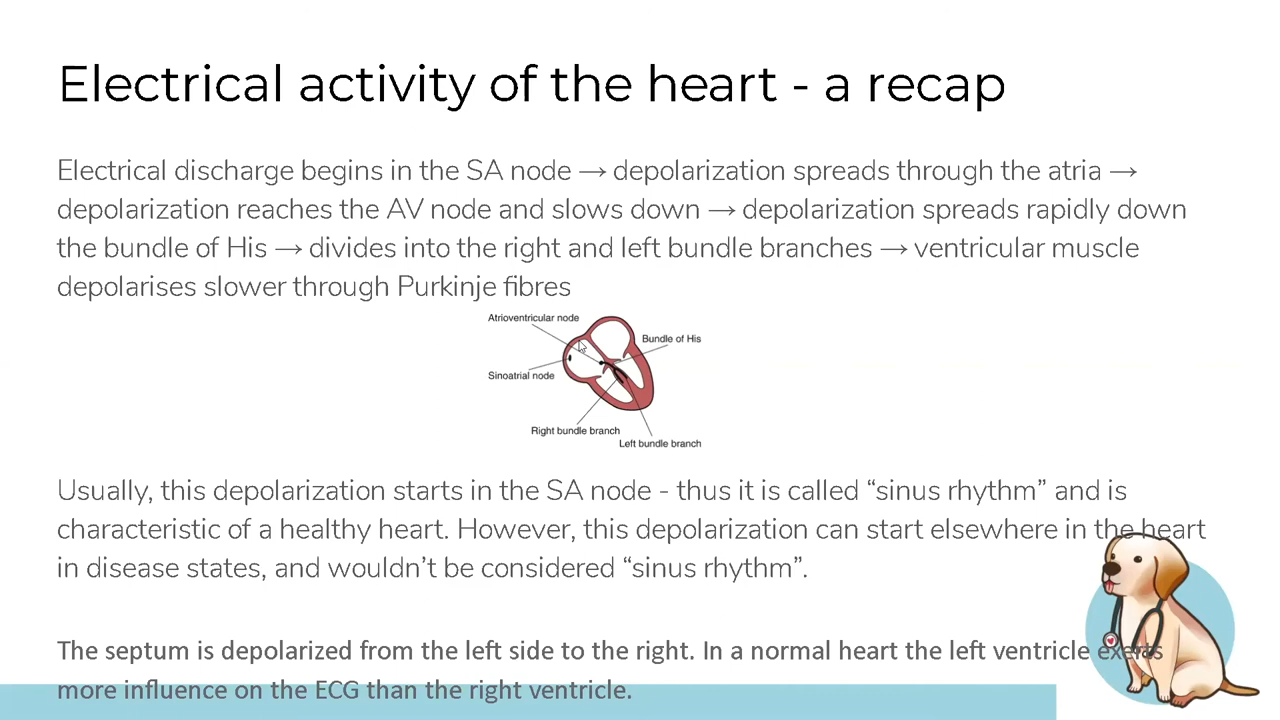 Electrical activity of the heart - a recap
Electrical discharge begins in the SA node → depolarization spreads through the atria →
depolarization reaches the AV node and slows down → depolarization spreads rapidly down
the bundle of His → divides into the right and left bundle branches → ventricular muscle
depolarises slower through Purkinje fibres
Atrioventricular node
Bundle of His
Sinoatrial node
Right bundle branch
Left bundle branch
Usually, this depolarization starts in the SA node - thus it is called “sinus rhythm” and is
characteristic of a healthy heart. However, this depolarization can start elsewhere in the heart
in disease states, and wouldn’t be considered “sinus rhythm”.
The septum is depolarized from the left side to the right. In a normal heart the left ventricle exerts
more influence on the ECG than the right ventricle.